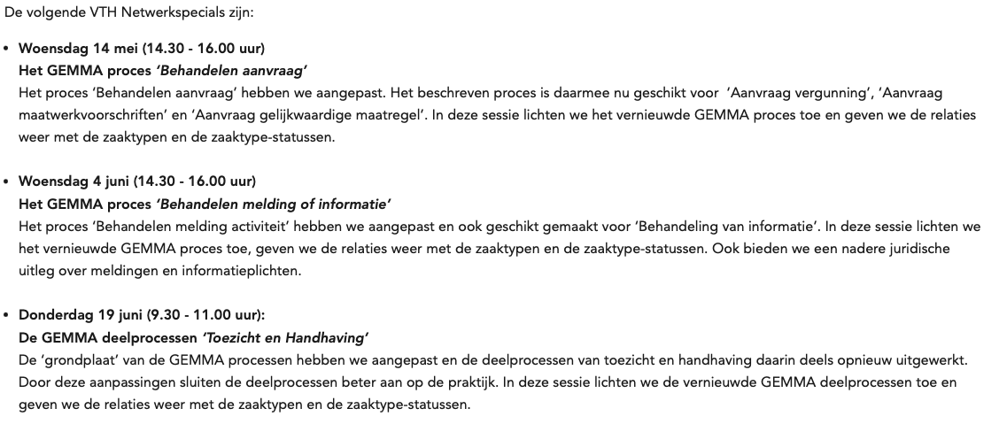 De volgende VTH Netwerkspecials zijn:
• Woensdag 14 mei (14.30 - 16.00 uur)
Het GEMMA proces ‘Behandelen aanvraag’
Het proces ‘Behandelen aanvraag’ hebben we aangepast. Het beschreven proces is daarmee nu geschikt voor ‘Aanvraag vergunning’, ‘Aanvraag
maatwerkvoorschriften’ en ‘Aanvraag gelijkwaardige maatregel’. In deze sessie lichten we het vernieuwde GEMMA proces toe en geven we de relaties
weer met de zaaktypen en de zaaktype-statussen.
• Woensdag 4 juni (14.30 - 16.00 uur)
Het GEMMA proces ‘Behandelen melding of informatie’
Het proces ‘Behandelen melding activiteit’ hebben we aangepast en ook geschikt gemaakt voor ‘Behandeling van informatie’. In deze sessie lichten we
het vernieuwde GEMMA proces toe, geven we de relaties weer met de zaaktypen en de zaaktype-statussen. Ook bieden we een nadere juridische
uitleg over meldingen en informatieplichten.
• Donderdag 19 juni (9.30 - 11.00 uur):
De GEMMA deelprocessen ‘Toezicht en Handhaving’
De ‘grondplaat’ van de GEMMA processen hebben we aangepast en de deelprocessen van toezicht en handhaving daarin deels opnieuw uitgewerkt.
Door deze aanpassingen sluiten de deelprocessen beter aan op de praktijk. In deze sessie lichten we de vernieuwde GEMMA deelprocessen toe en
geven we de relaties weer met de zaaktypen en de zaaktype-statussen.